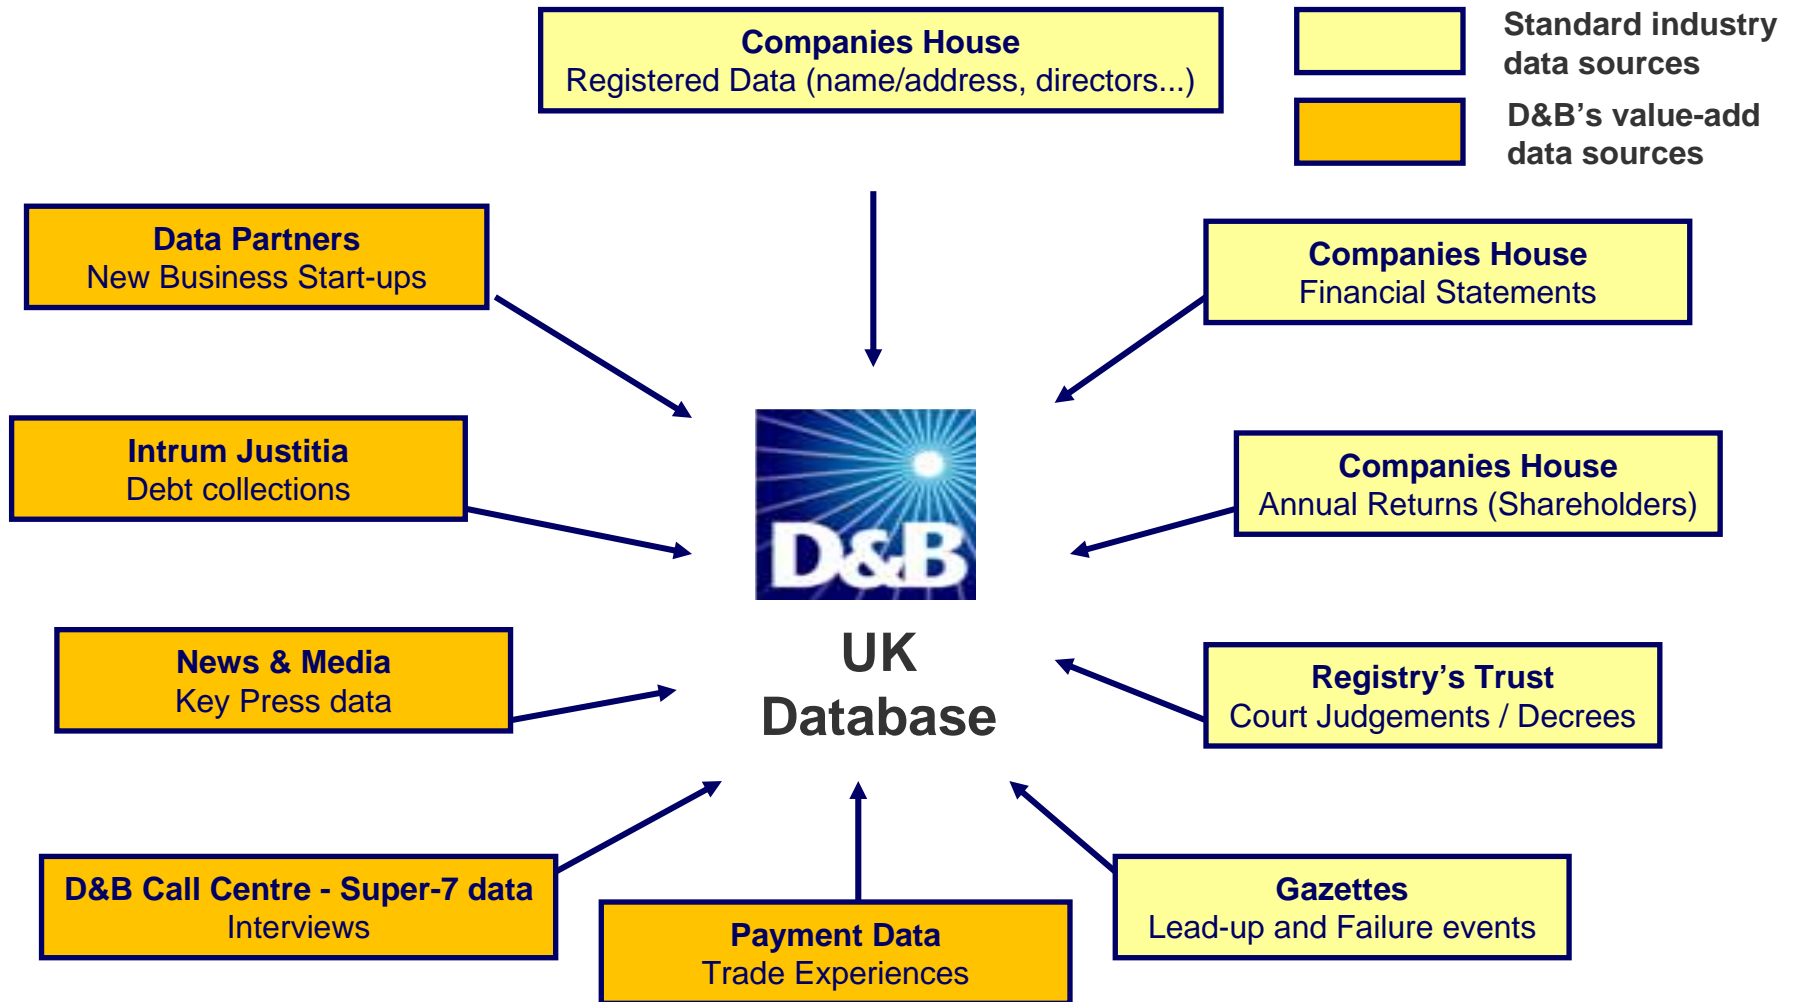 Companies House
Registered Data (name/address, directors...)
Standard industry
data sources
D&B’s value-add
data sources
Data Partners
New Business Start-ups
Companies House
Financial Statements
Intrum Justitia
Debt collections
Companies House
Annual Returns (Shareholders)
D&B
UK
Database
News & Media
Key Press data
Registry’s Trust
Court Judgements / Decrees
D&B Call Centre - Super-7 data
Interviews
Payment Data
Trade Experiences
Gazettes
Lead-up and Failure events